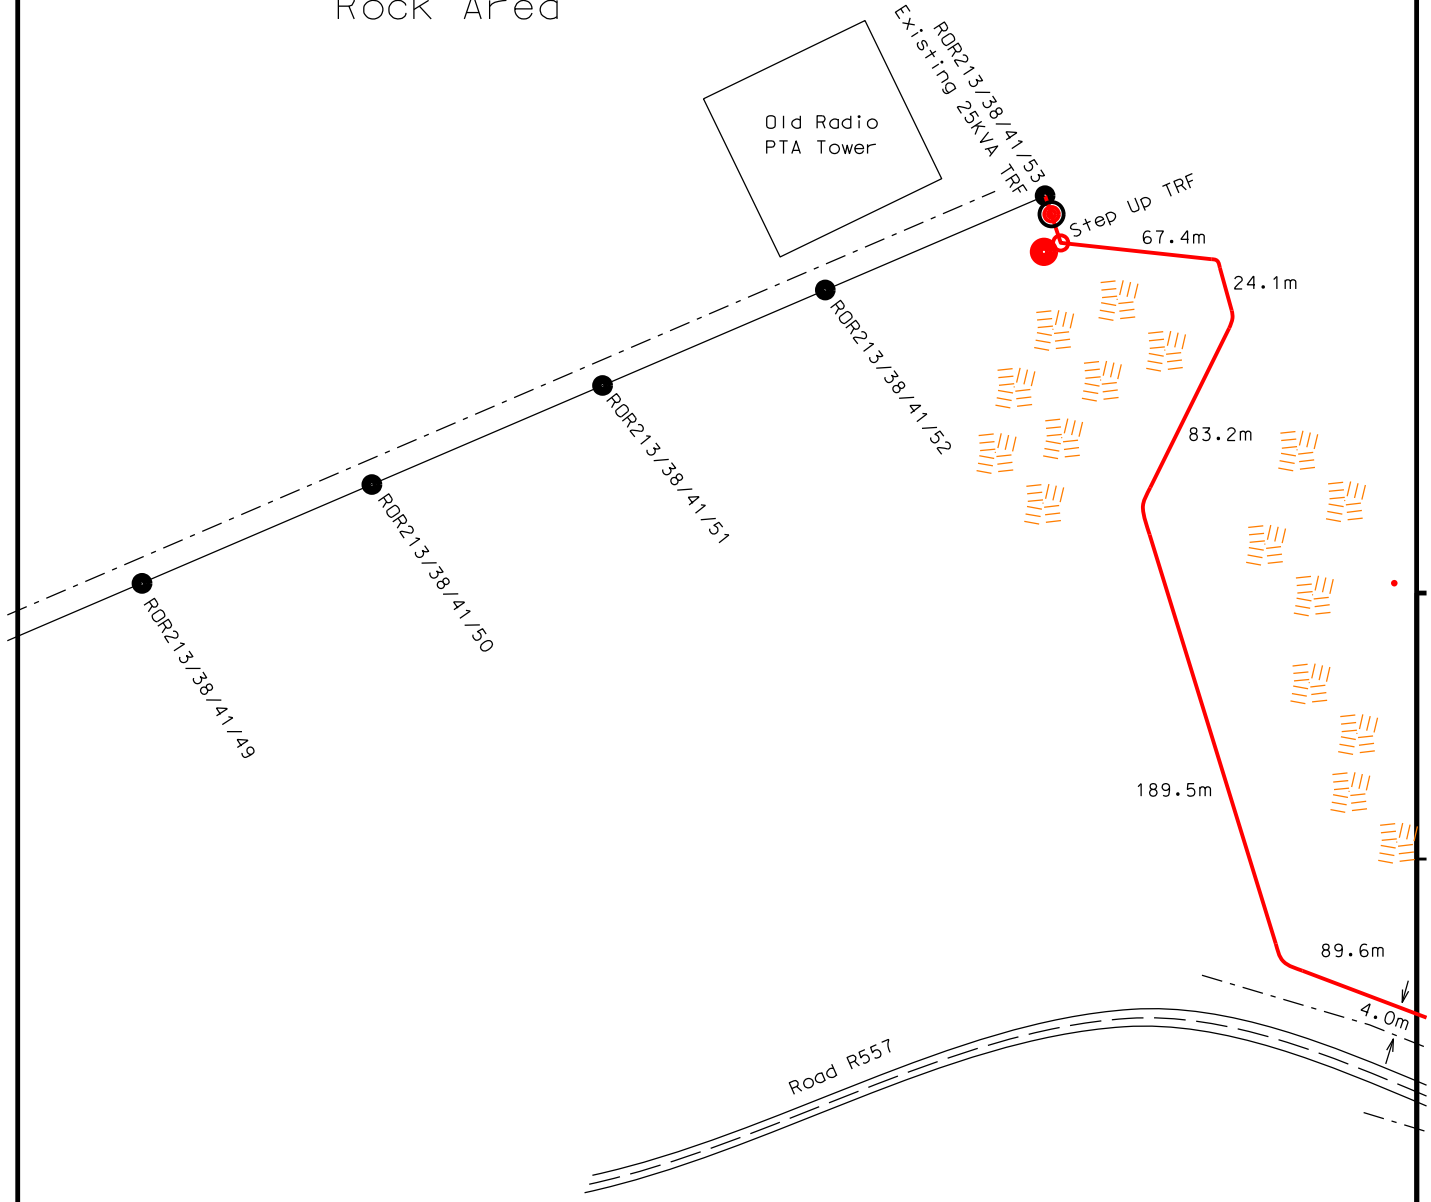 Rock Area
ROR213/38/41/53
Existing 25KVA TRF
Old Radio
PTA Tower
Step Up TRF
67.4m
24.1m
ROR213/38/41/52
ROR213/38/41/51
83.2m
ROR213/38/41/50
ROR213/38/41/49
189.5m
89.6m
4.0m
Road R557